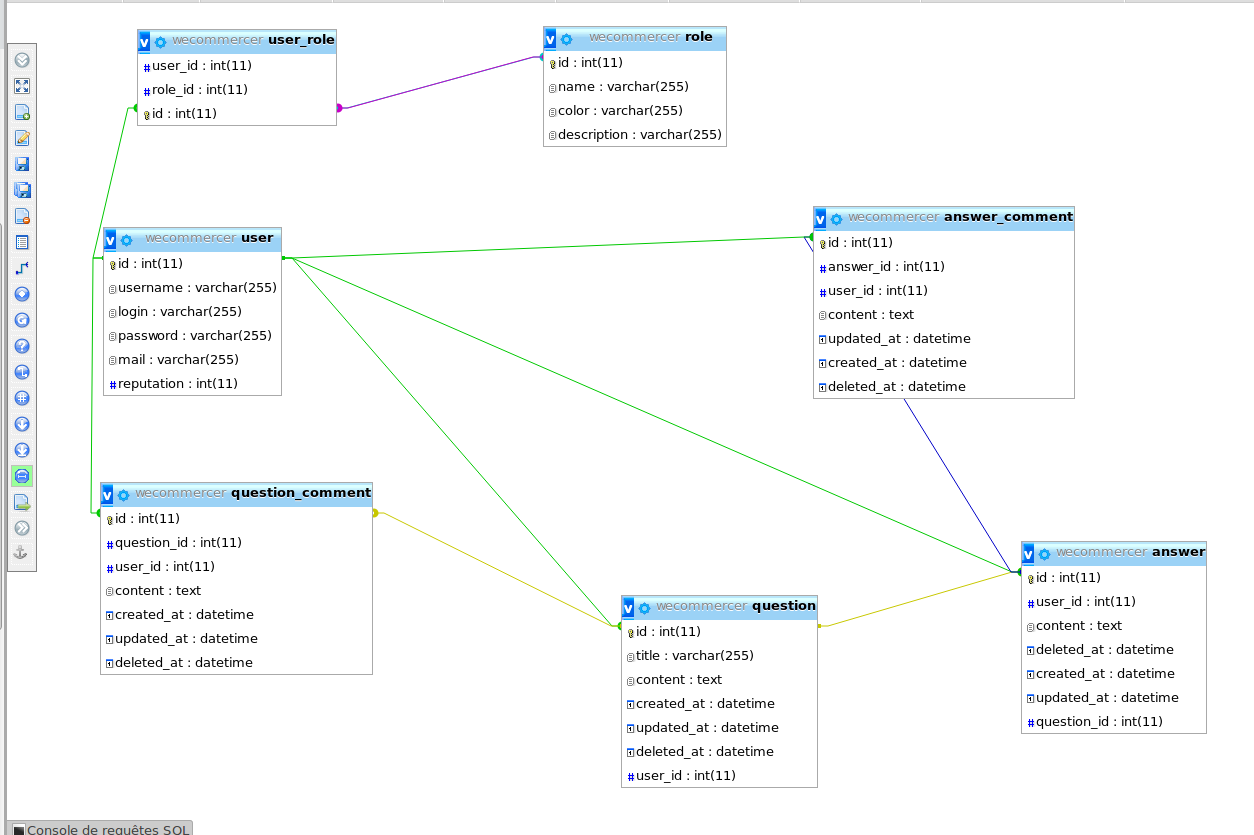 v wecommercer user_role
#user_id : int(11)
#role_id : int(11)
id : int(11)
v wecommercer role
id : int(11)
name : varchar(255)
color : varchar(255)
description : varchar(255)
v wecommercer user
id : int(11)
username : varchar(255)
login : varchar(255)
password : varchar(255)
mail : varchar(255)
#reputation : int(11)
v wecommercer answer_comment
id : int(11)
#answer_id : int(11)
#user_id : int(11)
content : text
updated_at : datetime
created_at : datetime
deleted_at : datetime
v wecommercer question_comment
id : int(11)
#question_id : int(11)
#user_id : int(11)
content : text
created_at : datetime
updated_at : datetime
deleted_at : datetime
v wecommercer question
id : int(11)
title : varchar(255)
content : text
created_at : datetime
updated_at : datetime
deleted_at : datetime
#user_id : int(11)
v wecommercer answer
id : int(11)
#user_id : int(11)
content : text
deleted_at : datetime
created_at : datetime
updated_at : datetime
#question_id : int(11)
Console de requêtes SQL